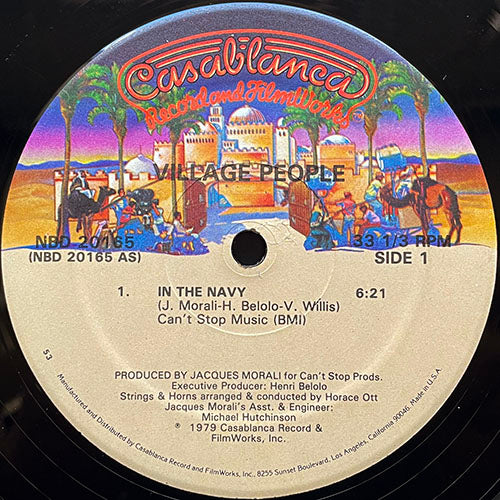 Casablanca
Record and FilmWorks
VILLAGE PEOPLE
NBD 20165
(NBD 20165 AS)
33 1/3 RPM
SIDE 1
1. IN THE NAVY 6:21
(J. Morali-H. Belolo-V. Willis)
Can't Stop Music (BMI)
53
PRODUCED BY JACQUES MORALI for Can't Stop Prods.
Executive Producer: Henri Belolo
Strings & Horns arranged & conducted by Horace Ott
Jacques Morali's Asst. & Engineer:
Michael Hutchinson
℗ 1979 Casablanca Record &
FilmWorks, Inc.
Manufactured and Distributed by Casablanca Record and FilmWorks, Inc., 8255 Sunset Boulevard, Los Angeles, California 90046. Made in U.S.A.